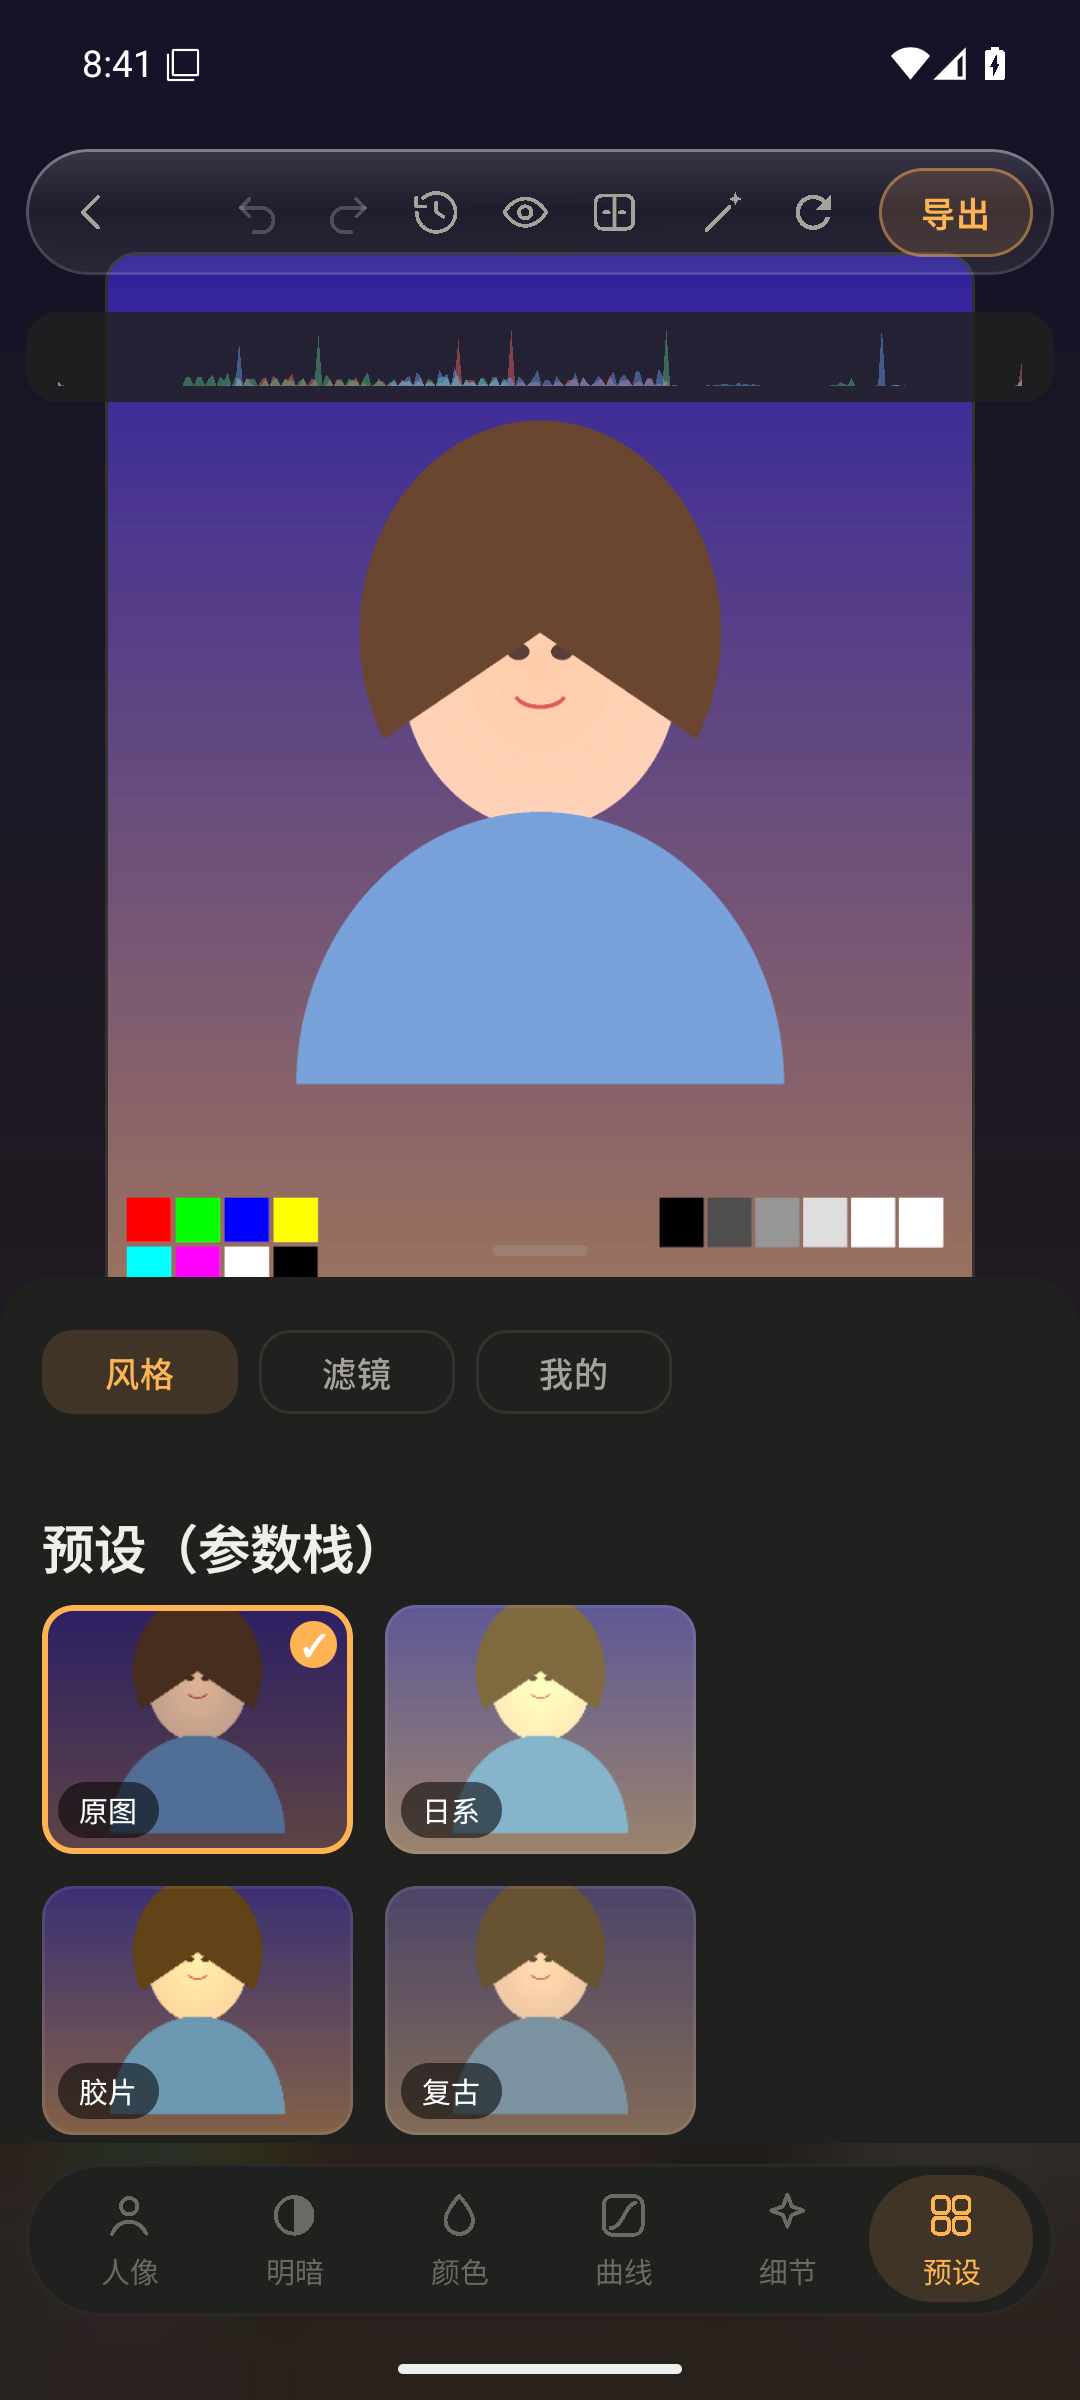 8:41
导出
风格 滤镜 我的
预设（参数栈）
原图 日系
胶片 复古
人像 明暗 颜色 曲线 细节 预设